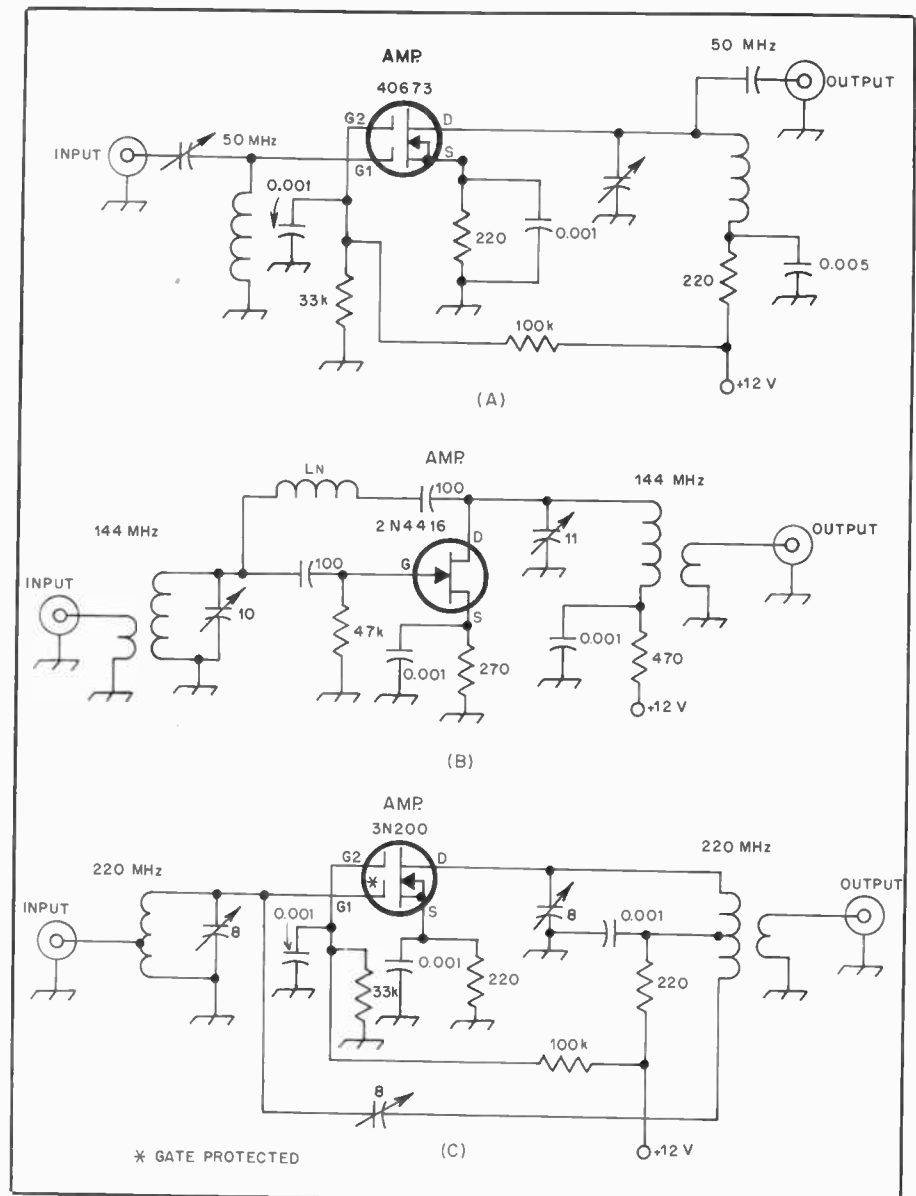 AMP.
40673
50 MHz
OUTPUT
G2
D
INPUT
50 MHz
S
G1
0.001
220
0.001
33k
220
0.005
100k
+12 V
(A)
AMP.
LN
100
144 MHz
144 MHz
2N4416
D
OUTPUT
11
INPUT
100
G
10
S
47k
0.001
270
0.001
470
+12 V
(B)
AMP.
3N200
220 MHz
G2
D
220 MHz
*
INPUT
OUTPUT
G1
S
8
0.001
8
0.001
0.001
33k
220
220
100k
8
* GATE PROTECTED
(C)
+12 V